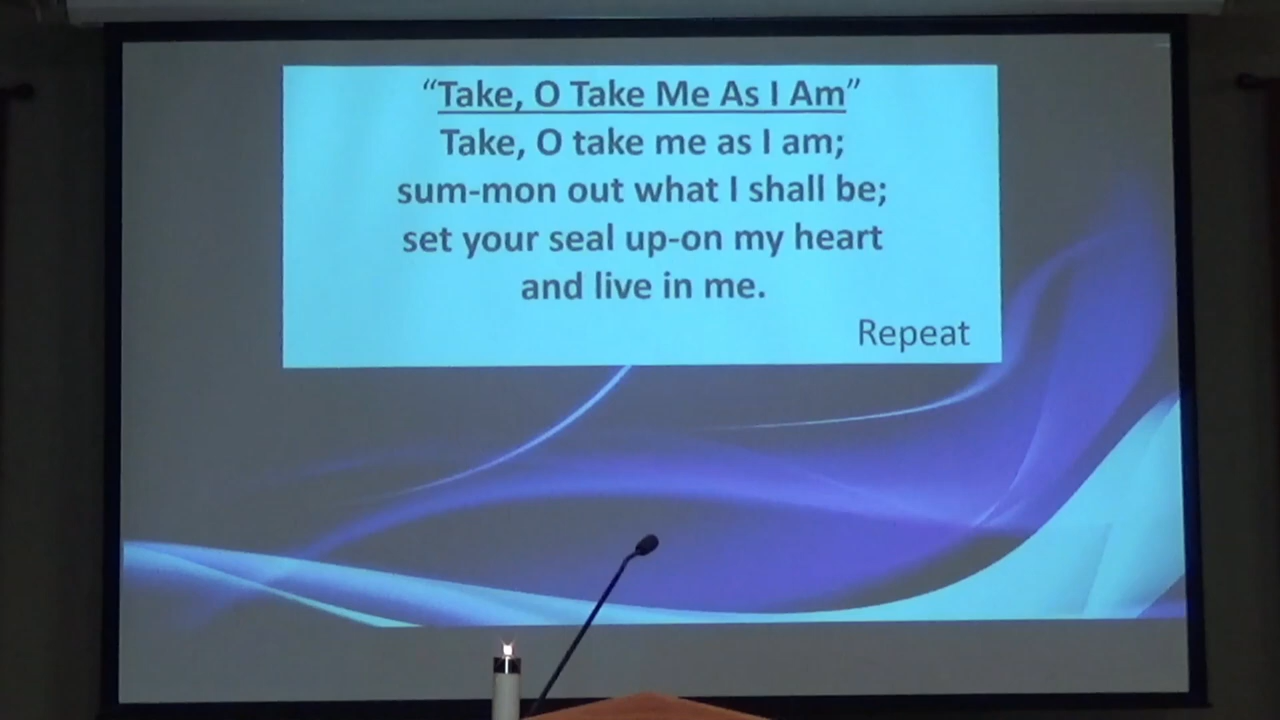 “Take, O Take Me As I Am”
Take, O take me as I am;
sum-mon out what I shall be;
set your seal up-on my heart
and live in me.
Repeat